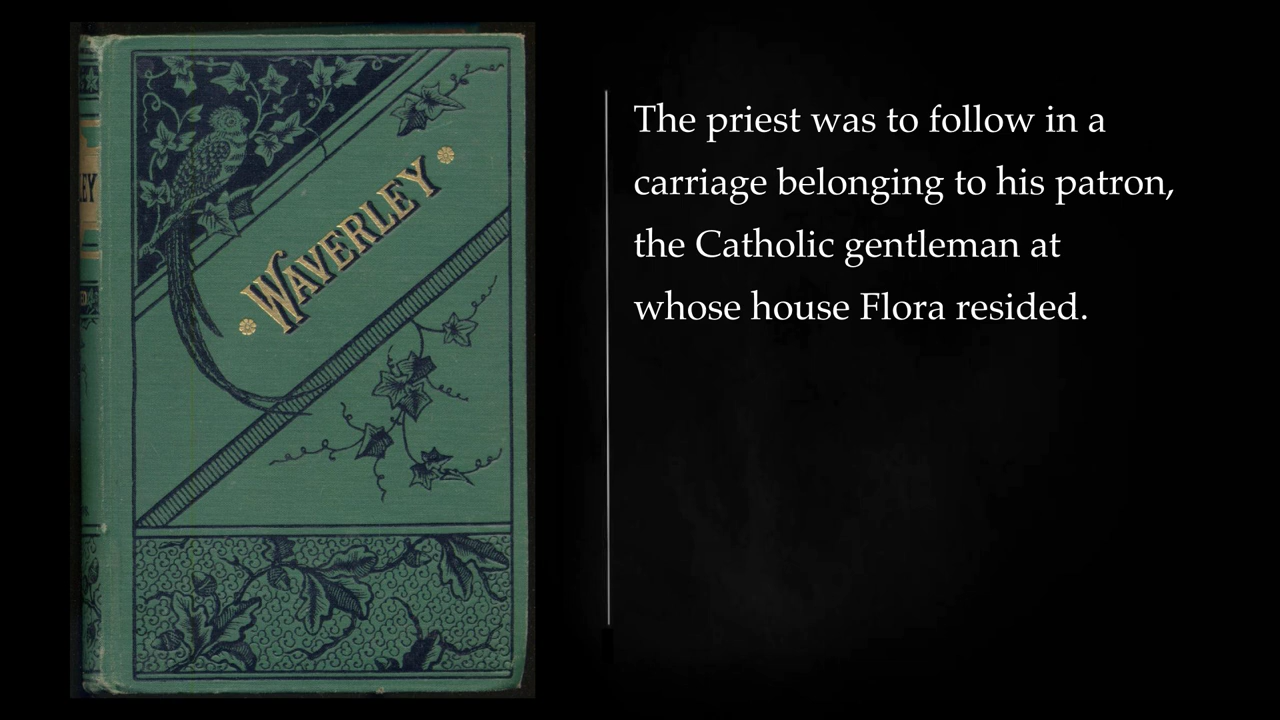 WAVERLEY
The priest was to follow in a
carriage belonging to his patron,
the Catholic gentleman at
whose house Flora resided.